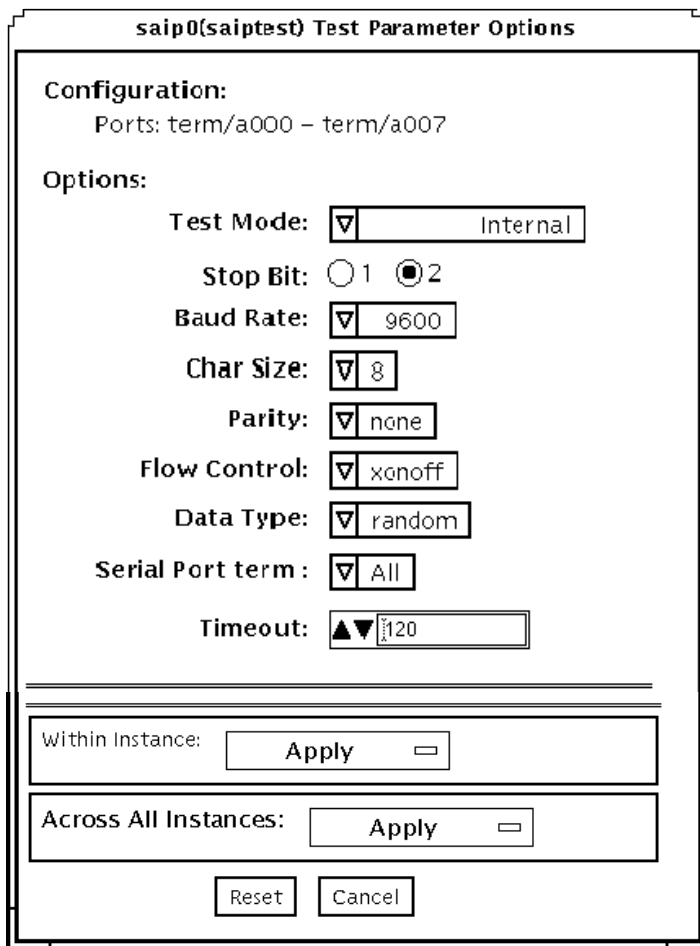 saip0(saiptest) Test Parameter Options
Configuration:
Ports: term/a000 – term/a007
Options:
Test Mode: Internal
Stop Bit: 1 2
Baud Rate: 9600
Char Size: 8
Parity: none
Flow Control: xonoff
Data Type: random
Serial Port term : All
Timeout: 120
Within Instance: Apply
Across All Instances: Apply
Reset Cancel